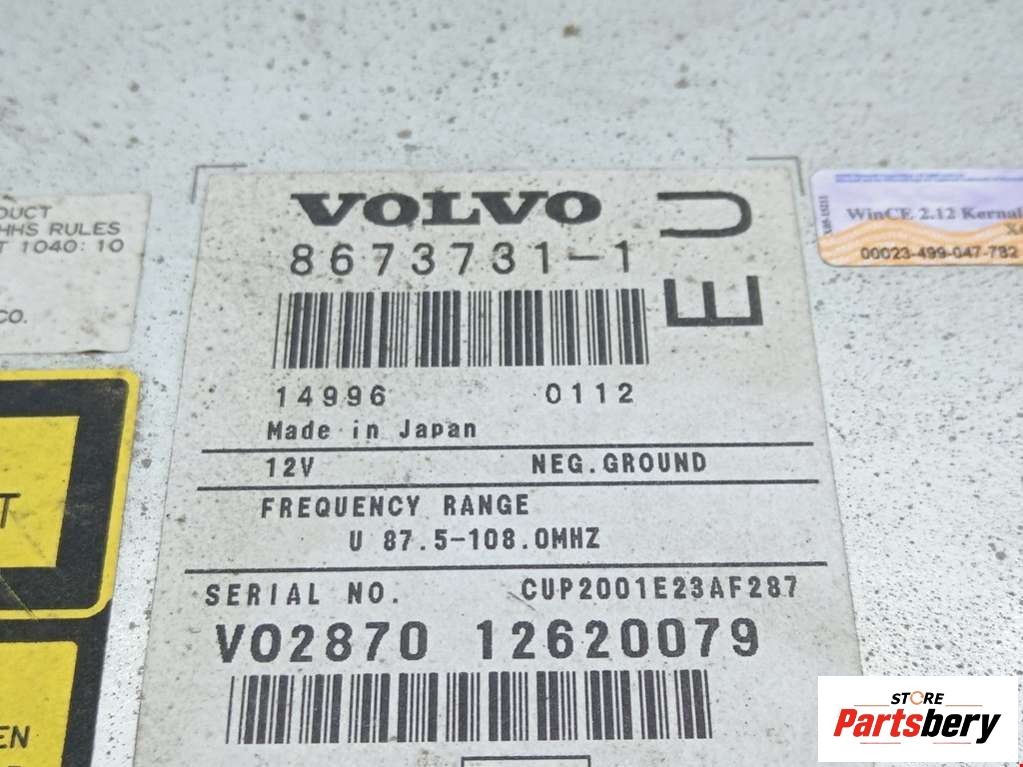 DUCT
HHS RULES
T 1040:10
CO.
VOLVO
8673731-1
EU
14996 0112
Made in Japan
12V NEG.GROUND
FREQUENCY RANGE
U 87.5-108.0MHZ
SERIAL NO. CUP2001E23AF287
VO2870 12620079
WinCE 2.12 Kernal
00023-499-047-782
T
EN
STORE
Partsbery